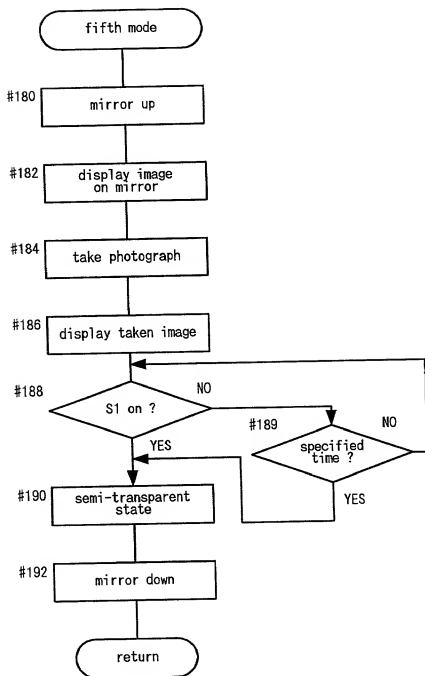 fifth mode
#180
mirror up
#182
display image
on mirror
#184
take photograph
#186
display taken image
#188
S1 on ?
NO
#189
specified
time ?
NO
YES
YES
#190
semi-transparent
state
#192
mirror down
return